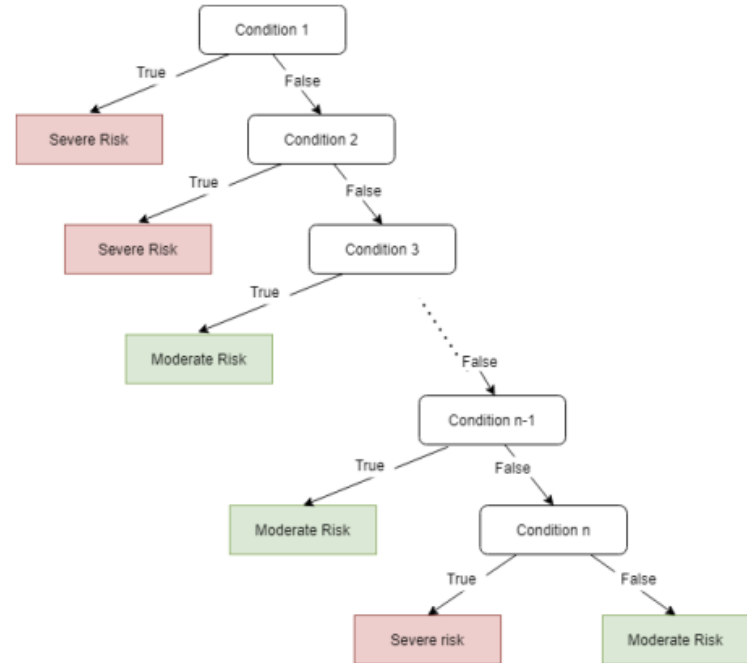 Condition 1
True
False
Severe Risk
Condition 2
True
False
Severe Risk
Condition 3
True
Moderate Risk
False
Condition n-1
True
False
Moderate Risk
Condition n
True
False
Severe risk
Moderate Risk